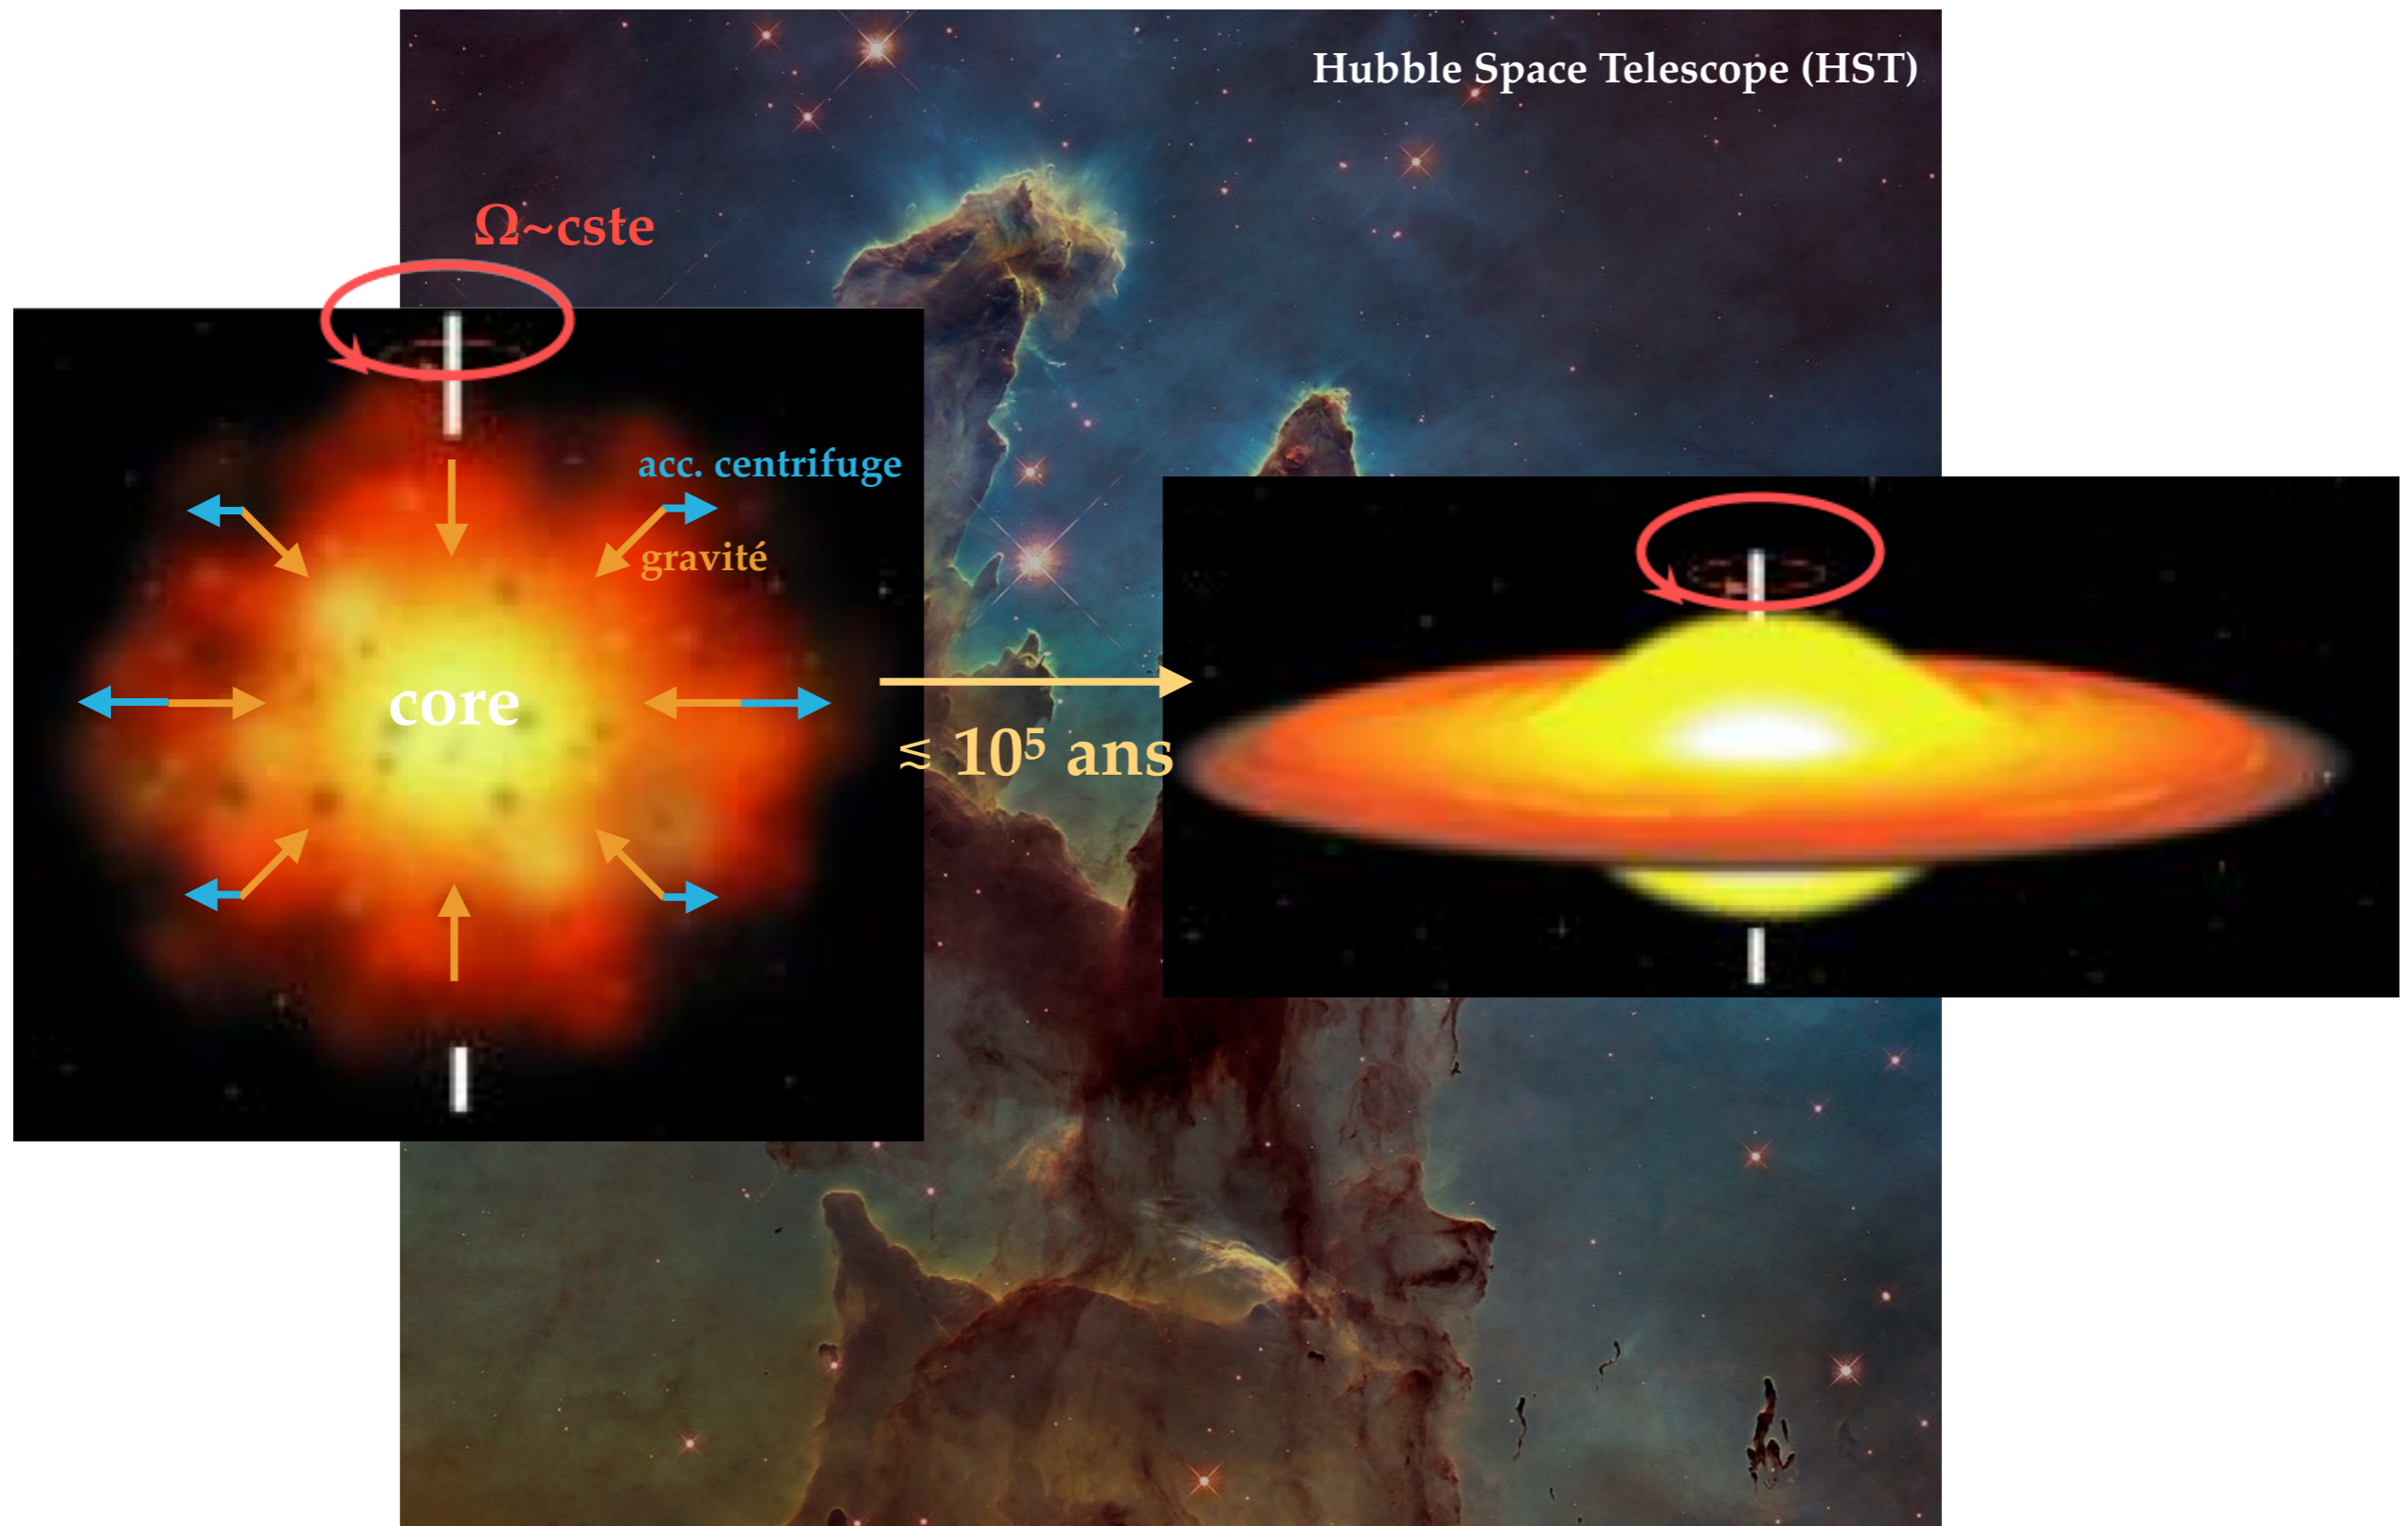 Hubble Space Telescope (HST)
Ω~cste
acc. centrifuge
gravité
core
≲ 10⁵ ans